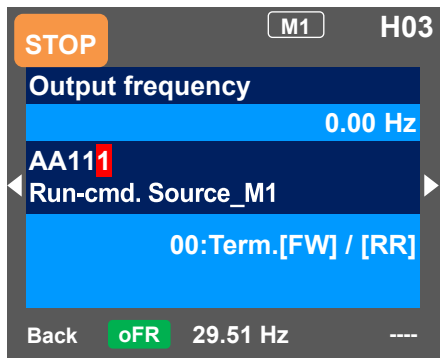 STOP M1 H03
Output frequency
0.00 Hz
AA111
Run-cmd. Source_M1
00:Term.[FW] / [RR]
Back oFR 29.51 Hz ----